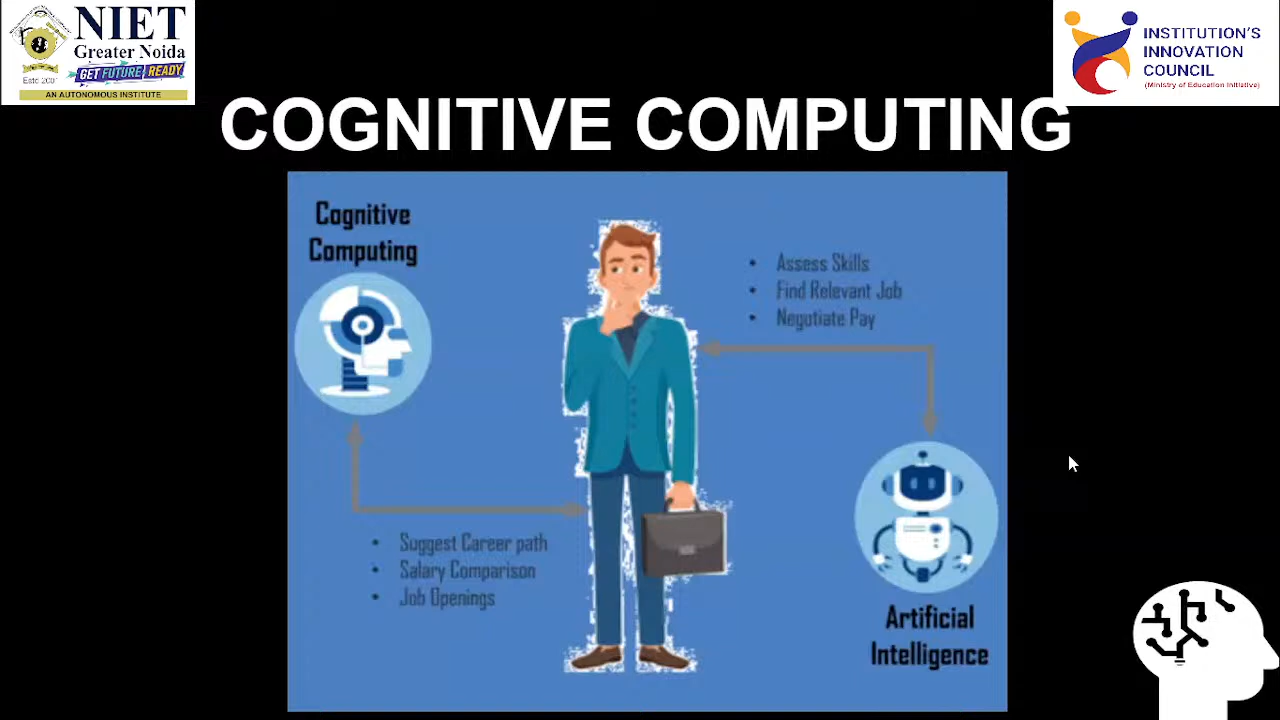 NIET
Greater Noida
GET FUTURE READY
AN AUTONOMOUS INSTITUTE
INSTITUTION'S
INNOVATION
COUNCIL
(Ministry of Education Initiative)
COGNITIVE COMPUTING
Cognitive
Computing
• Assess Skills
• Find Relevant Job
• Negotiate Pay
• Suggest Career path
• Salary Comparison
• Job Openings
Artificial
Intelligence